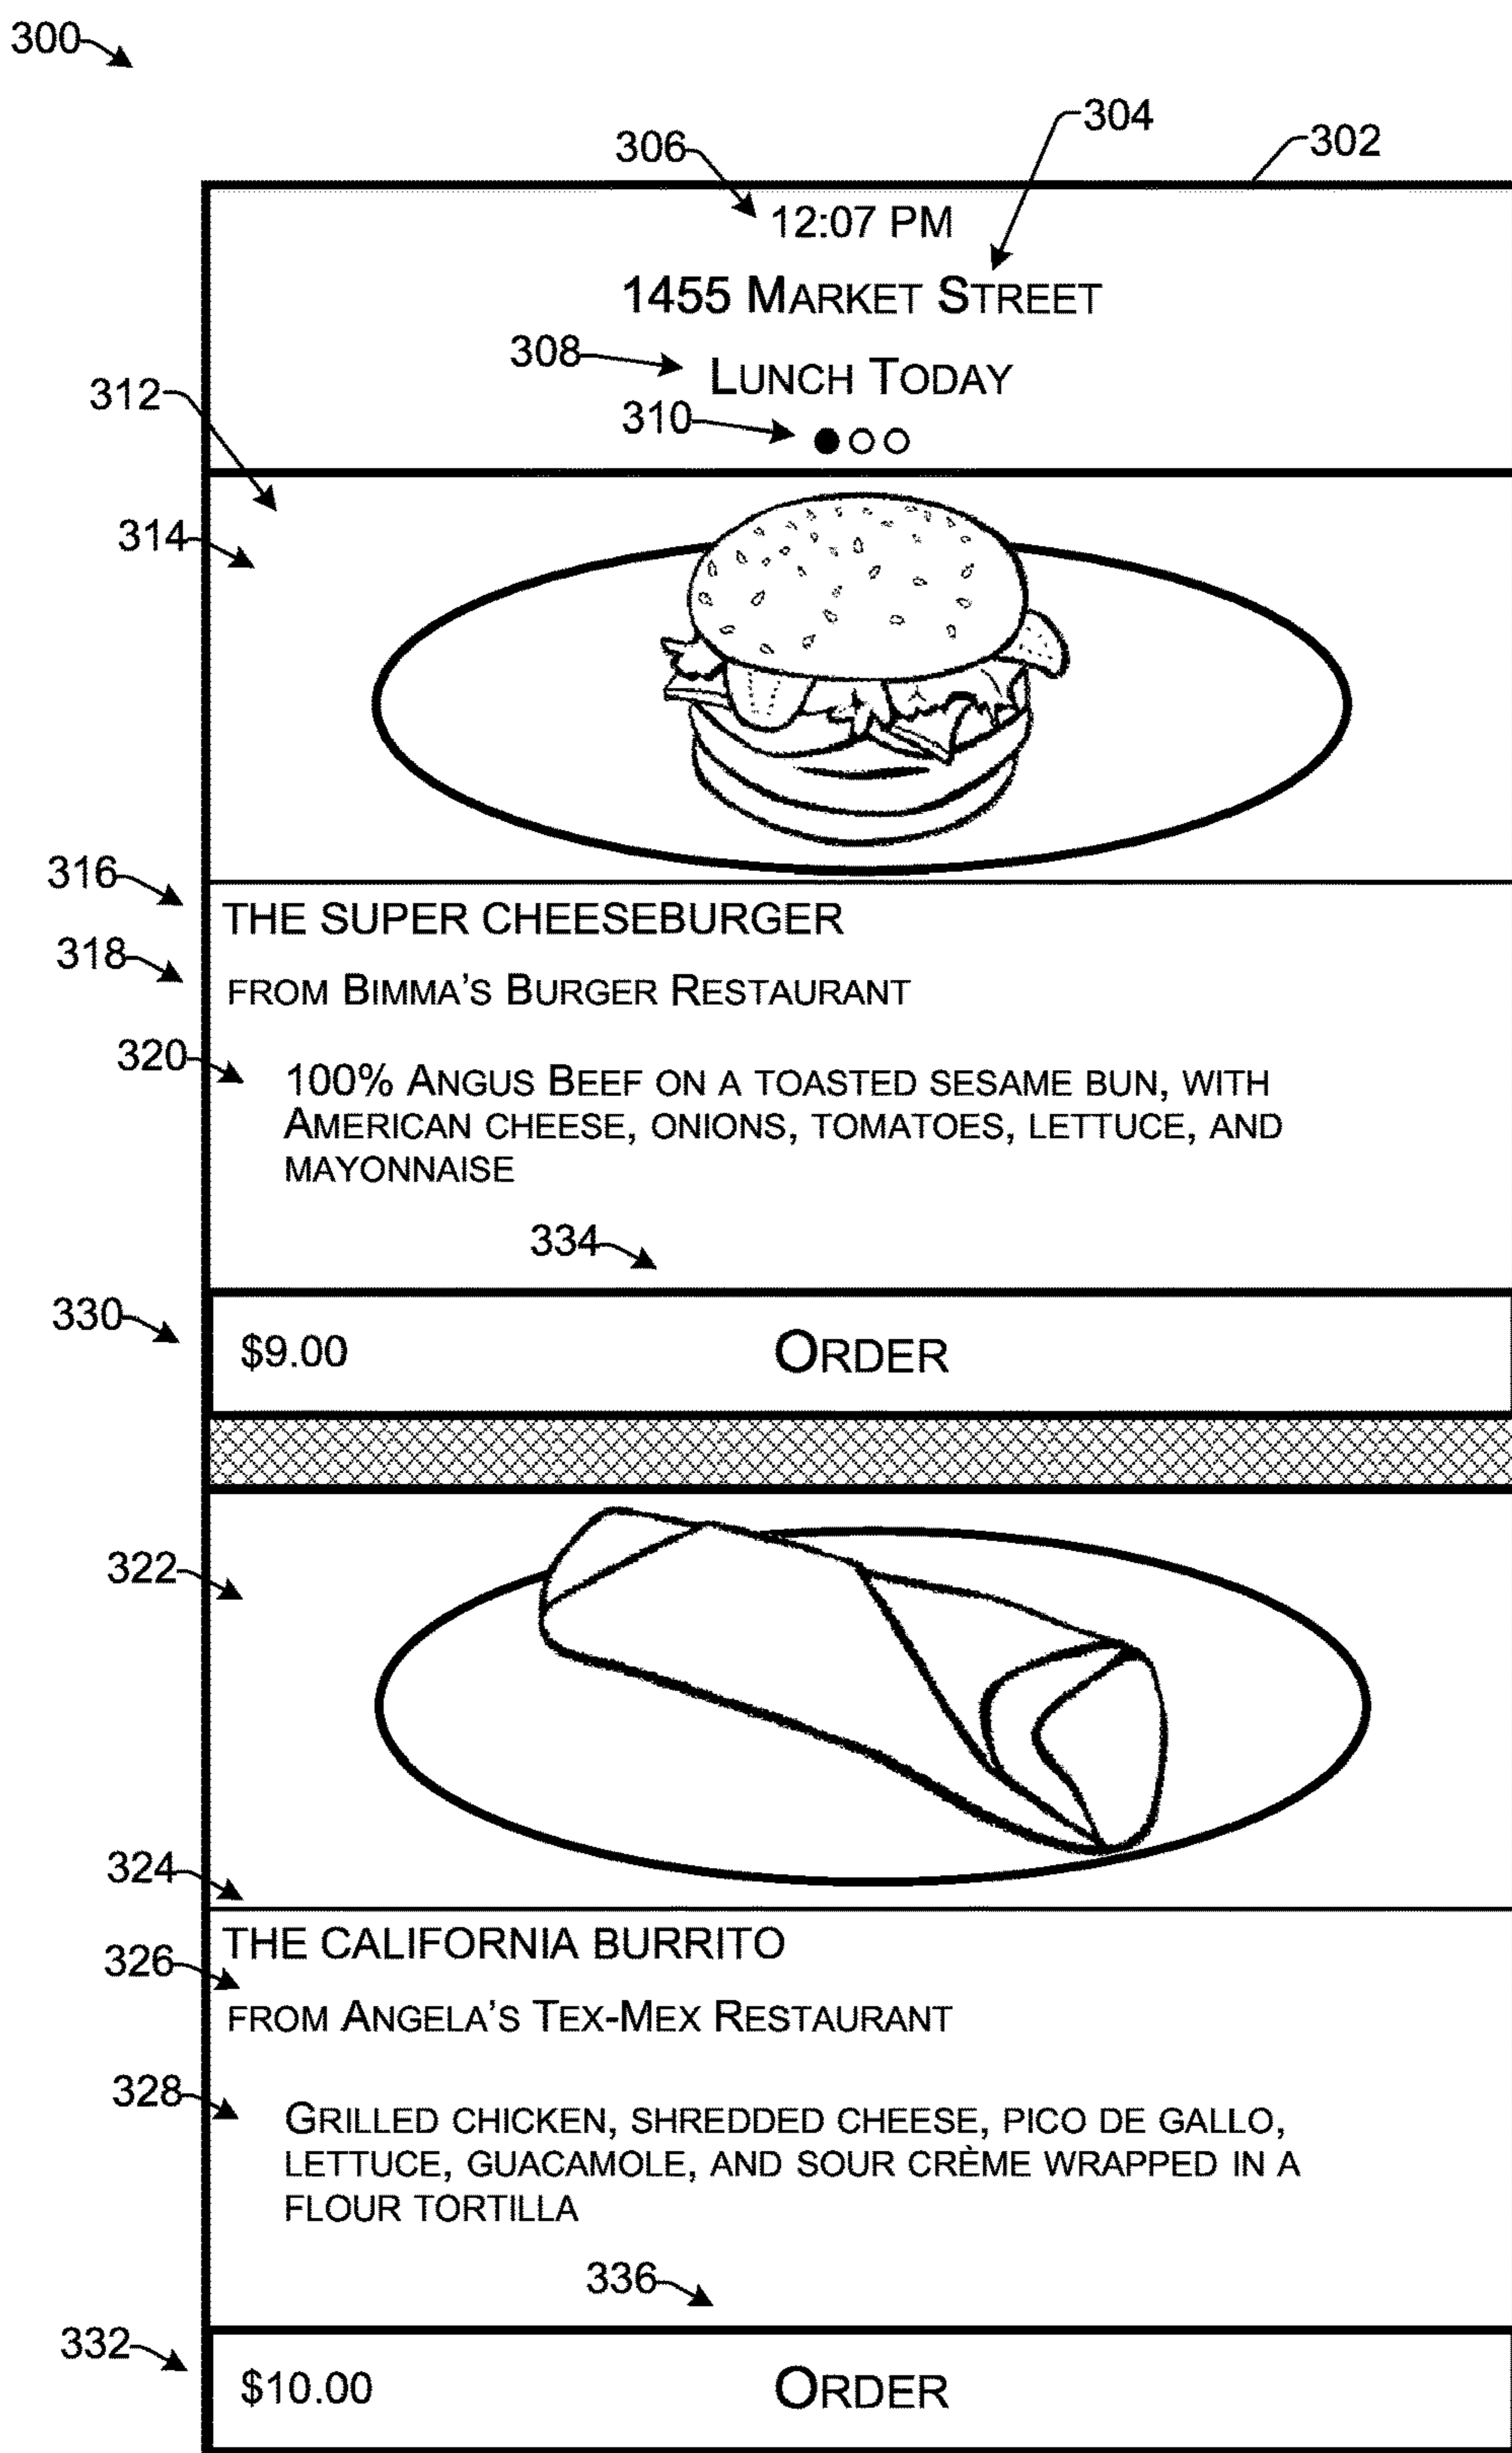 300
304
302
306
12:07 PM
1455 MARKET STREET
308
LUNCH TODAY
312
310
314
316
THE SUPER CHEESEBURGER
318
FROM BIMMA'S BURGER RESTAURANT
320
100% ANGUS BEEF ON A TOASTED SESAME BUN, WITH
AMERICAN CHEESE, ONIONS, TOMATOES, LETTUCE, AND
MAYONNAISE
334
330
$9.00 ORDER
322
324
THE CALIFORNIA BURRITO
326
FROM ANGELA'S TEX-MEX RESTAURANT
328
GRILLED CHICKEN, SHREDDED CHEESE, PICO DE GALLO,
LETTUCE, GUACAMOLE, AND SOUR CRÈME WRAPPED IN A
FLOUR TORTILLA
336
332
$10.00 ORDER